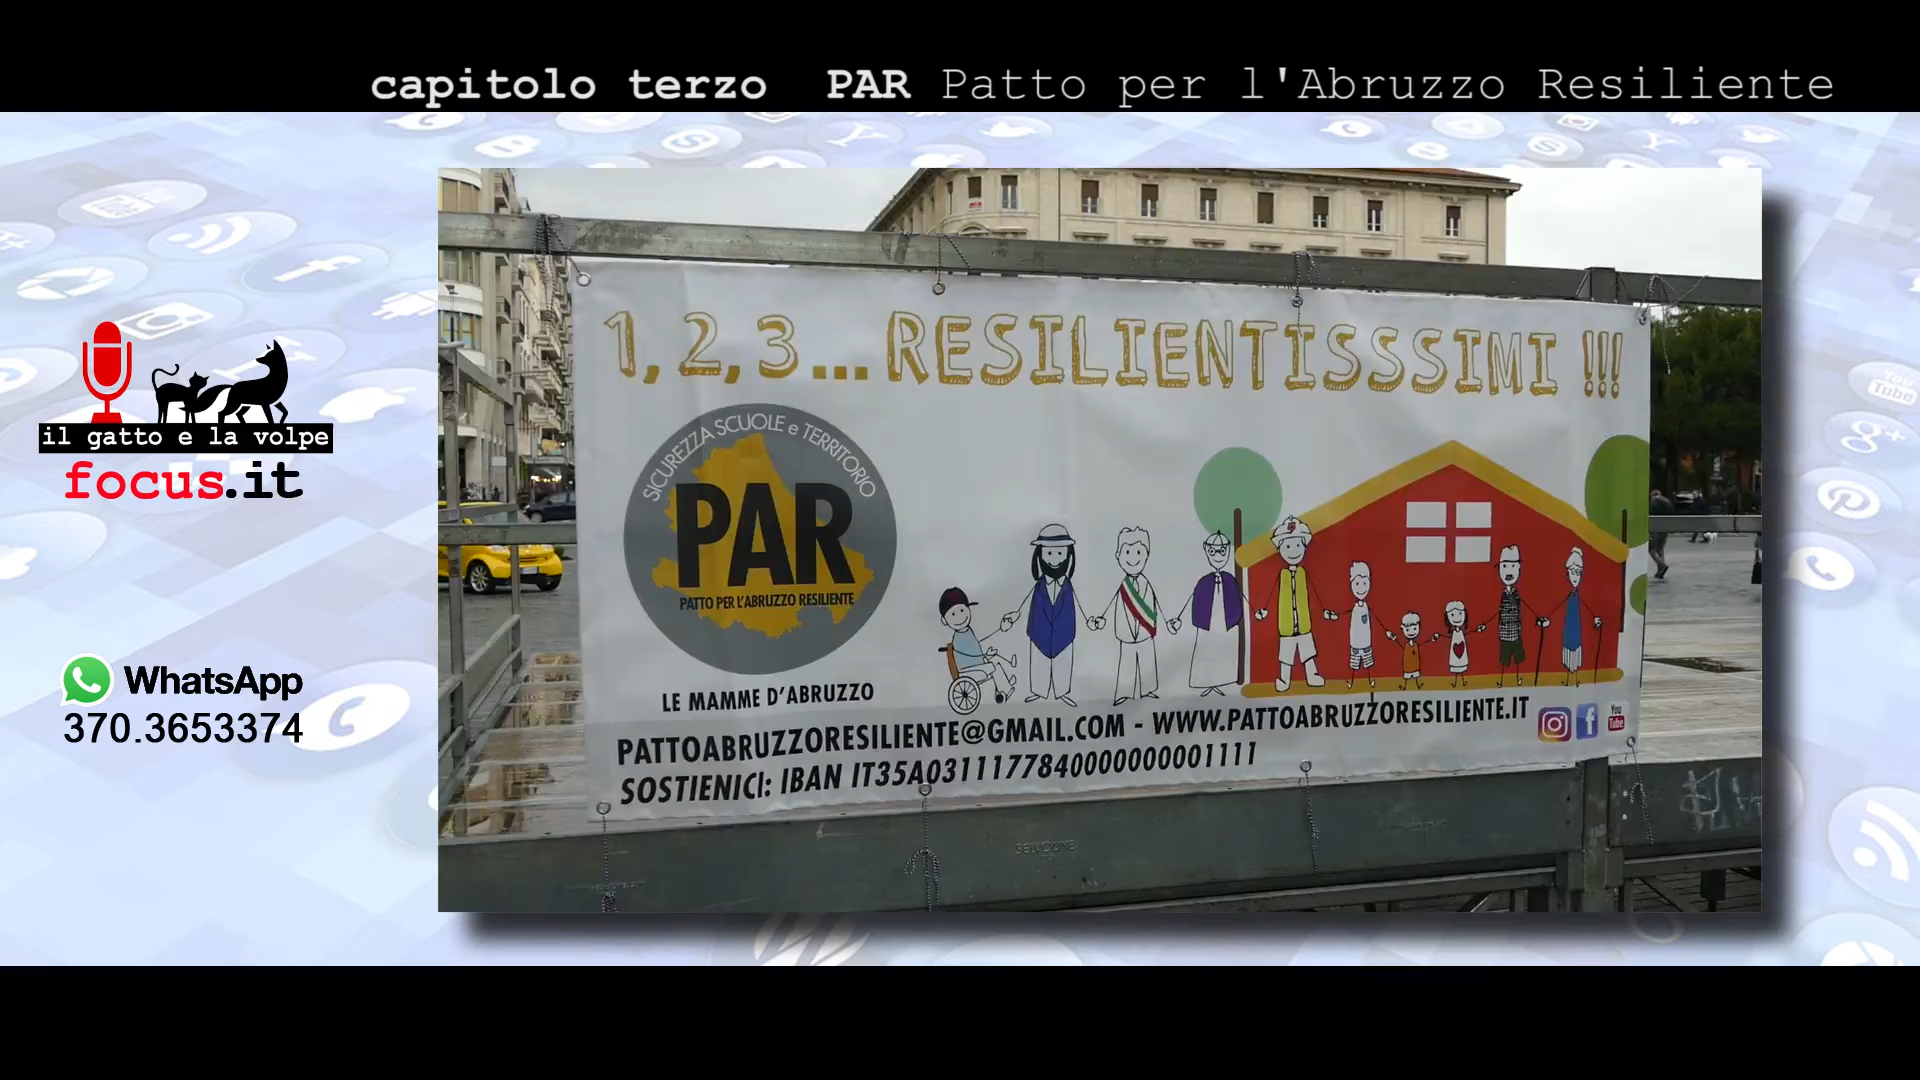 capitolo terzo PAR Patto per l'Abruzzo Resiliente
il gatto e la volpe
focus.it
WhatsApp
370.3653374
1, 2, 3... RESILIENTISSSIMI !!!
SICUREZZA SCUOLE e TERRITORIO
PAR
PATTO PER L'ABRUZZO RESILIENTE
LE MAMME D'ABRUZZO
PATTOABRUZZORESILIENTE@GMAIL.COM - WWW.PATTOABRUZZORESILIENTE.IT
You
Tube
SOSTIENICI: IBAN IT35A0311177840000000001111